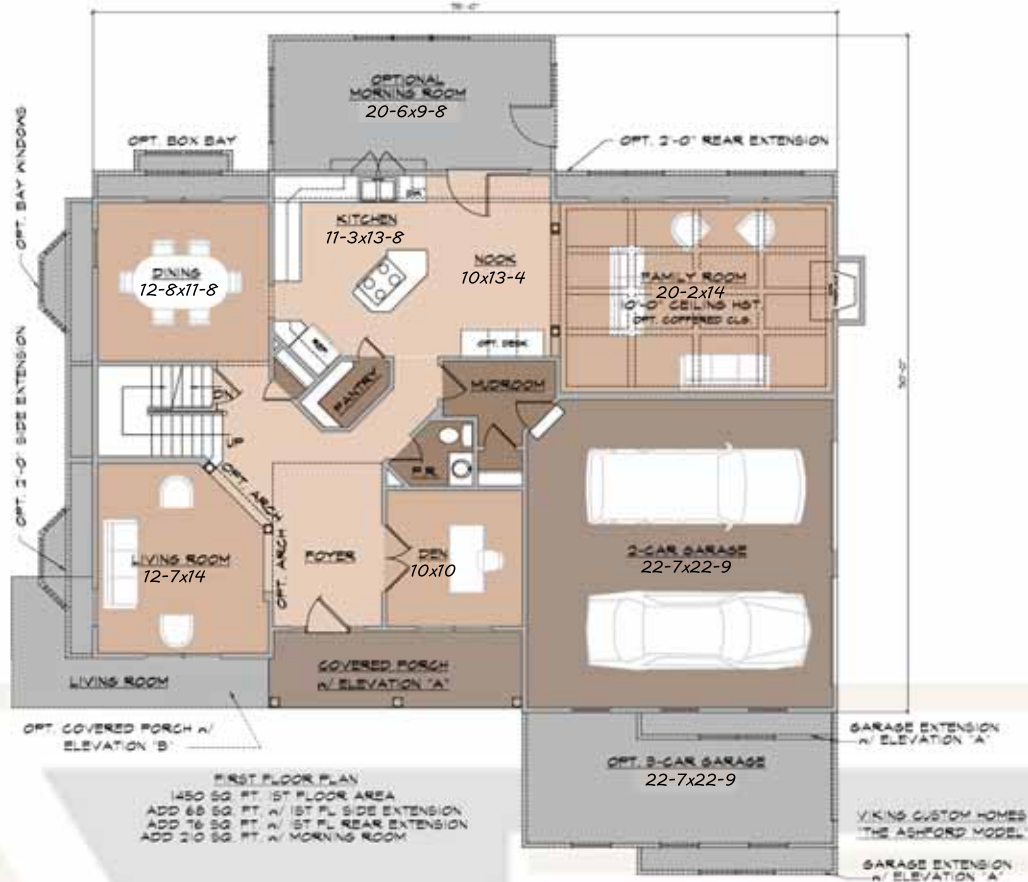 OPTIONAL
MORNING ROOM
20-6x9-8
OPT. BOX BAY
OPT. 2'-0" REAR EXTENSION
OPT. BAY WINDOWS
KITCHEN
11-3x13-8
NOOK
10x13-4
DINING
12-8x11-8
FAMILY ROOM
20-2x14
10'-0" CEILING HGT.
OPT. COFFERED CLG.
OPT. DESK
REF.
PANTRY
MUDROOM
DN
UP
P.R.
OPT. 2'-0" SIDE EXTENSION
OPT. ARCH
OPT. ARCH
LIVING ROOM
12-7x14
FOYER
DEN
10x10
2-CAR GARAGE
22-7x22-9
COVERED PORCH
w/ ELEVATION "A"
LIVING ROOM
OPT. COVERED PORCH w/
ELEVATION "B"
GARAGE EXTENSION
w/ ELEVATION "A"
OPT. 3-CAR GARAGE
22-7x22-9
FIRST FLOOR PLAN
1450 SQ. FT. 1ST FLOOR AREA
ADD 68 SQ. FT. w/ 1ST FL SIDE EXTENSION
ADD 76 SQ. FT. w/ 1ST FL REAR EXTENSION
ADD 210 SQ. FT. w/ MORNING ROOM
VIKING CUSTOM HOMES
"THE ASHFORD MODEL"
GARAGE EXTENSION
w/ ELEVATION "A"